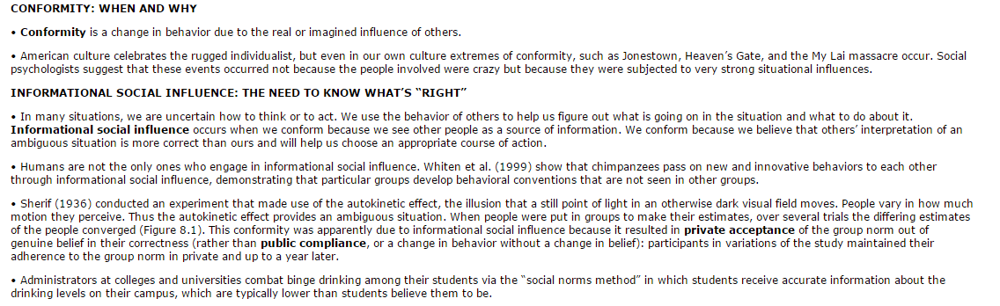 CONFORMITY: WHEN AND WHY
• Conformity is a change in behavior due to the real or imagined influence of others.
• American culture celebrates the rugged individualist, but even in our own culture extremes of conformity, such as Jonestown, Heaven's Gate, and the My Lai massacre occur. Social
psychologists suggest that these events occurred not because the people involved were crazy but because they were subjected to very strong situational influences.
INFORMATIONAL SOCIAL INFLUENCE: THE NEED TO KNOW WHAT'S “RIGHT”
• In many situations, we are uncertain how to think or to act. We use the behavior of others to help us figure out what is going on in the situation and what to do about it.
Informational social influence occurs when we conform because we see other people as a source of information. We conform because we believe that others' interpretation of an
ambiguous situation is more correct than ours and will help us choose an appropriate course of action.
• Humans are not the only ones who engage in informational social influence. Whiten et al. (1999) show that chimpanzees pass on new and innovative behaviors to each other
through informational social influence, demonstrating that particular groups develop behavioral conventions that are not seen in other groups.
• Sherif (1936) conducted an experiment that made use of the autokinetic effect, the illusion that a still point of light in an otherwise dark visual field moves. People vary in how much
motion they perceive. Thus the autokinetic effect provides an ambiguous situation. When people were put in groups to make their estimates, over several trials the differing estimates
of the people converged (Figure 8.1). This conformity was apparently due to informational social influence because it resulted in private acceptance of the group norm out of
genuine belief in their correctness (rather than public compliance, or a change in behavior without a change in belief): participants in variations of the study maintained their
adherence to the group norm in private and up to a year later.
• Administrators at colleges and universities combat binge drinking among their students via the “social norms method” in which students receive accurate information about the
drinking levels on their campus, which are typically lower than students believe them to be.